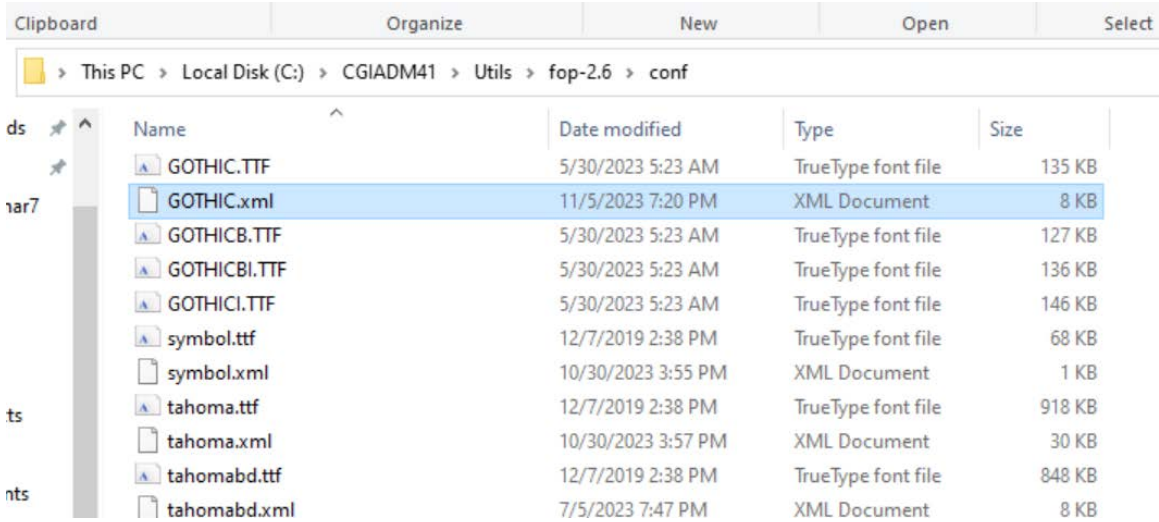 Clipboard Organize New Open Select
> This PC > Local Disk (C:) > CGIADM41 > Utils > fop-2.6 > conf
ds Name Date modified Type Size
GOTHIC.TTF 5/30/2023 5:23 AM TrueType font file 135 KB
nar7 GOTHIC.xml 11/5/2023 7:20 PM XML Document 8 KB
GOTHICB.TTF 5/30/2023 5:23 AM TrueType font file 127 KB
GOTHICBI.TTF 5/30/2023 5:23 AM TrueType font file 136 KB
GOTHICI.TTF 5/30/2023 5:23 AM TrueType font file 146 KB
symbol.ttf 12/7/2019 2:38 PM TrueType font file 68 KB
symbol.xml 10/30/2023 3:55 PM XML Document 1 KB
ts tahoma.ttf 12/7/2019 2:38 PM TrueType font file 918 KB
tahoma.xml 10/30/2023 3:57 PM XML Document 30 KB
tahomabd.ttf 12/7/2019 2:38 PM TrueType font file 848 KB
nts tahomabd.xml 7/5/2023 7:47 PM XML Document 8 KB